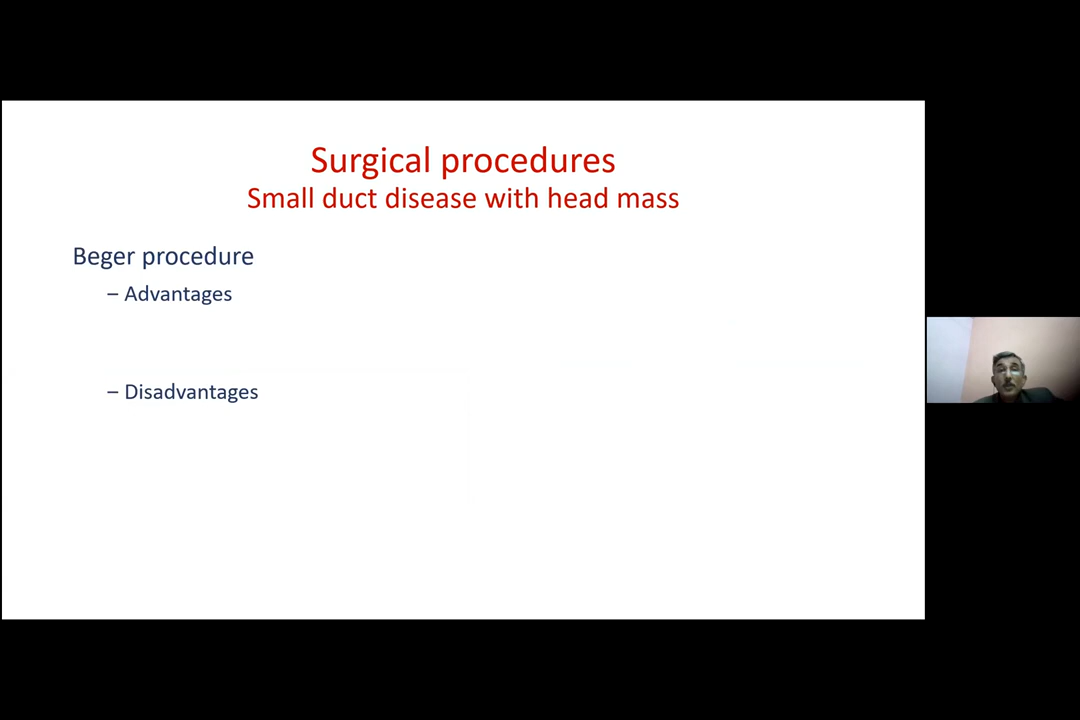 Surgical procedures
Small duct disease with head mass
Beger procedure
– Advantages
– Disadvantages